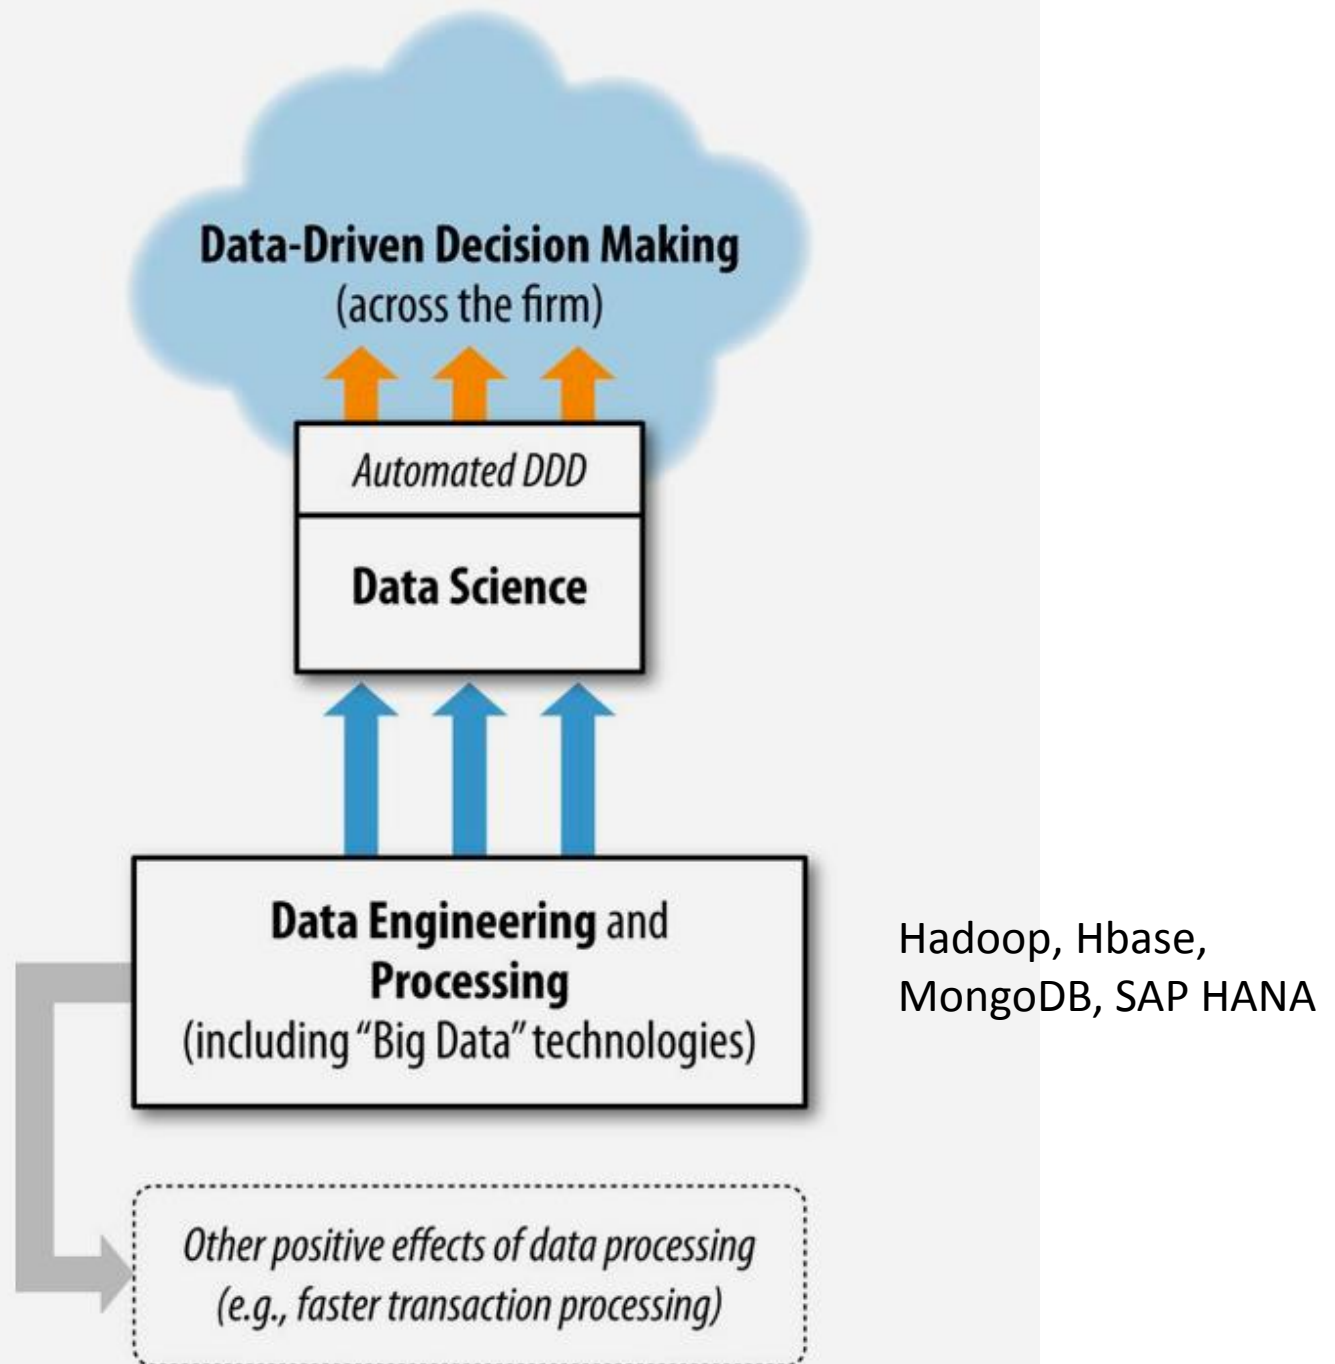 Data-Driven Decision Making
(across the firm)
Automated DDD
Data Science
Data Engineering and
Processing
(including “Big Data” technologies)
Hadoop, Hbase,
MongoDB, SAP HANA
Other positive effects of data processing
(e.g., faster transaction processing)